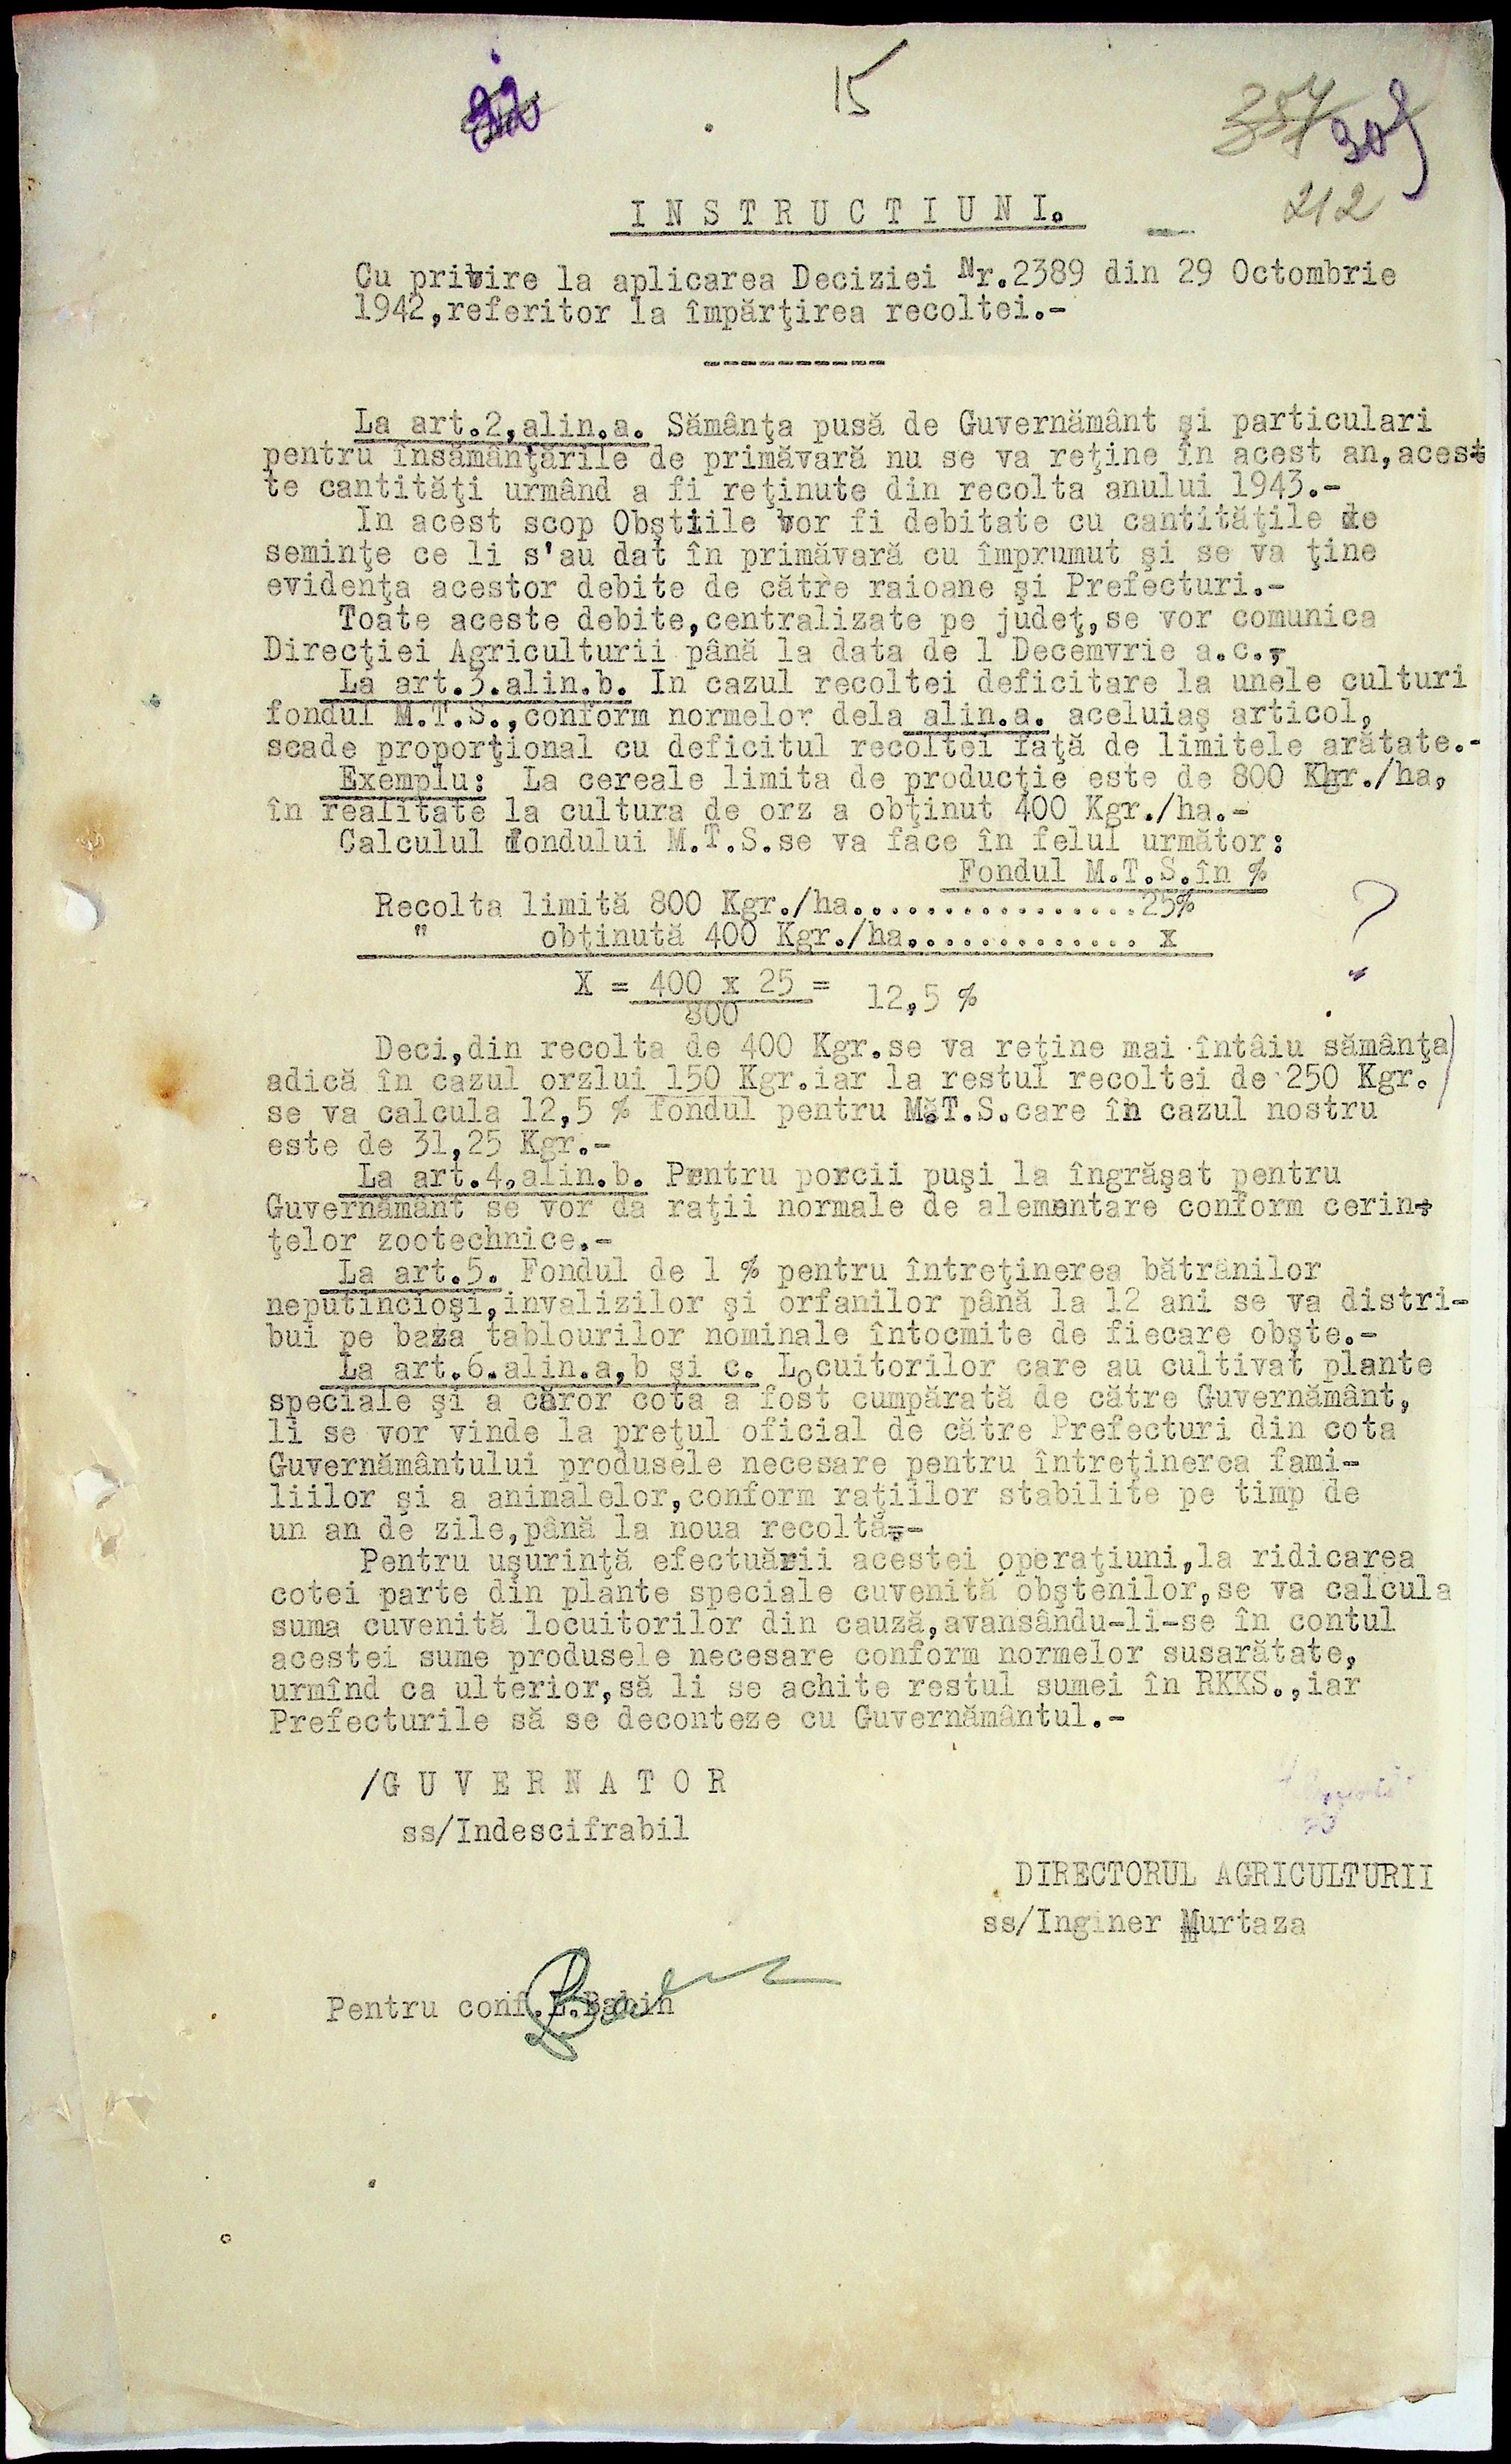 15
212
I N S T R U C T I U N I.
Cu privire la aplicarea Deciziei Nr.2389 din 29 Octombrie
1942,referitor la împărţirea recoltei.-
----------
La art.2,alin.a. Sămânţa pusă de Guvernământ şi particulari
pentru însămânţările de primăvară nu se va reţine în acest an,aces-
te cantităţi urmând a fi reţinute din recolta anului 1943.-
In acest scop Obştiile vor fi debitate cu cantităţile de
seminţe ce li s'au dat în primăvară cu împrumut şi se va ţine
evidenţa acestor debite de către raioane şi Prefecturi.-
Toate aceste debite,centralizate pe judeţ,se vor comunica
Direcţiei Agriculturii până la data de 1 Decemvrie a.c.-
La art.3.alin.b. In cazul recoltei deficitare la unele culturi
fondul M.T.S.,conform normelor dela alin.a. aceluiaş articol,
scade proporţional cu deficitul recoltei faţă de limitele arătate.-
Exemplu: La cereale limita de producţie este de 800 Kgr./ha,
în realitate la cultura de orz a obţinut 400 Kgr./ha.-
Calculul fondului M.T.S.se va face în felul următor:
Fondul M.T.S.în %
Recolta limită 800 Kgr./ha.................25%
" obţinută 400 Kgr./ha.............. x
?
X = 400 x 25 = 12,5 %
800
Deci,din recolta de 400 Kgr.se va reţine mai întâiu sămânţa
adică în cazul orzlui 150 Kgr.iar la restul recoltei de 250 Kgr.
se va calcula 12,5 % fondul pentru M.T.S.care în cazul nostru
este de 31,25 Kgr.-
La art.4,alin.b. Pentru porcii puşi la îngrăşat pentru
Guvernământ se vor da raţii normale de alementare conform cerin-
ţelor zootechnice.-
La art.5. Fondul de 1 % pentru întreţinerea bătrânilor
neputincioşi,invalizilor şi orfanilor până la 12 ani se va distri-
bui pe baza tablourilor nominale întocmite de fiecare obşte.-
La art.6.alin.a,b şi c. Locuitorilor care au cultivat plante
speciale şi a căror cota a fost cumpărată de către Guvernământ,
li se vor vinde la preţul oficial de către Prefecturi din cota
Guvernământului produsele necesare pentru întreţinerea fami-
liilor şi a animalelor,conform raţiilor stabilite pe timp de
un an de zile,până la noua recoltă.-
Pentru uşurinţă efectuării acestei operaţiuni,la ridicarea
cotei parte din plante speciale cuvenită obştenilor,se va calcula
suma cuvenită locuitorilor din cauză,avansându-li-se în contul
acestei sume produsele necesare conform normelor susarătate,
urmînd ca ulterior,să li se achite restul sumei în RKKS.,iar
Prefecturile să se deconteze cu Guvernământul.-
/G U V E R N A T O R
ss/Indescifrabil
DIRECTORUL AGRICULTURII
ss/Inginer Murtaza
Pentru conf.